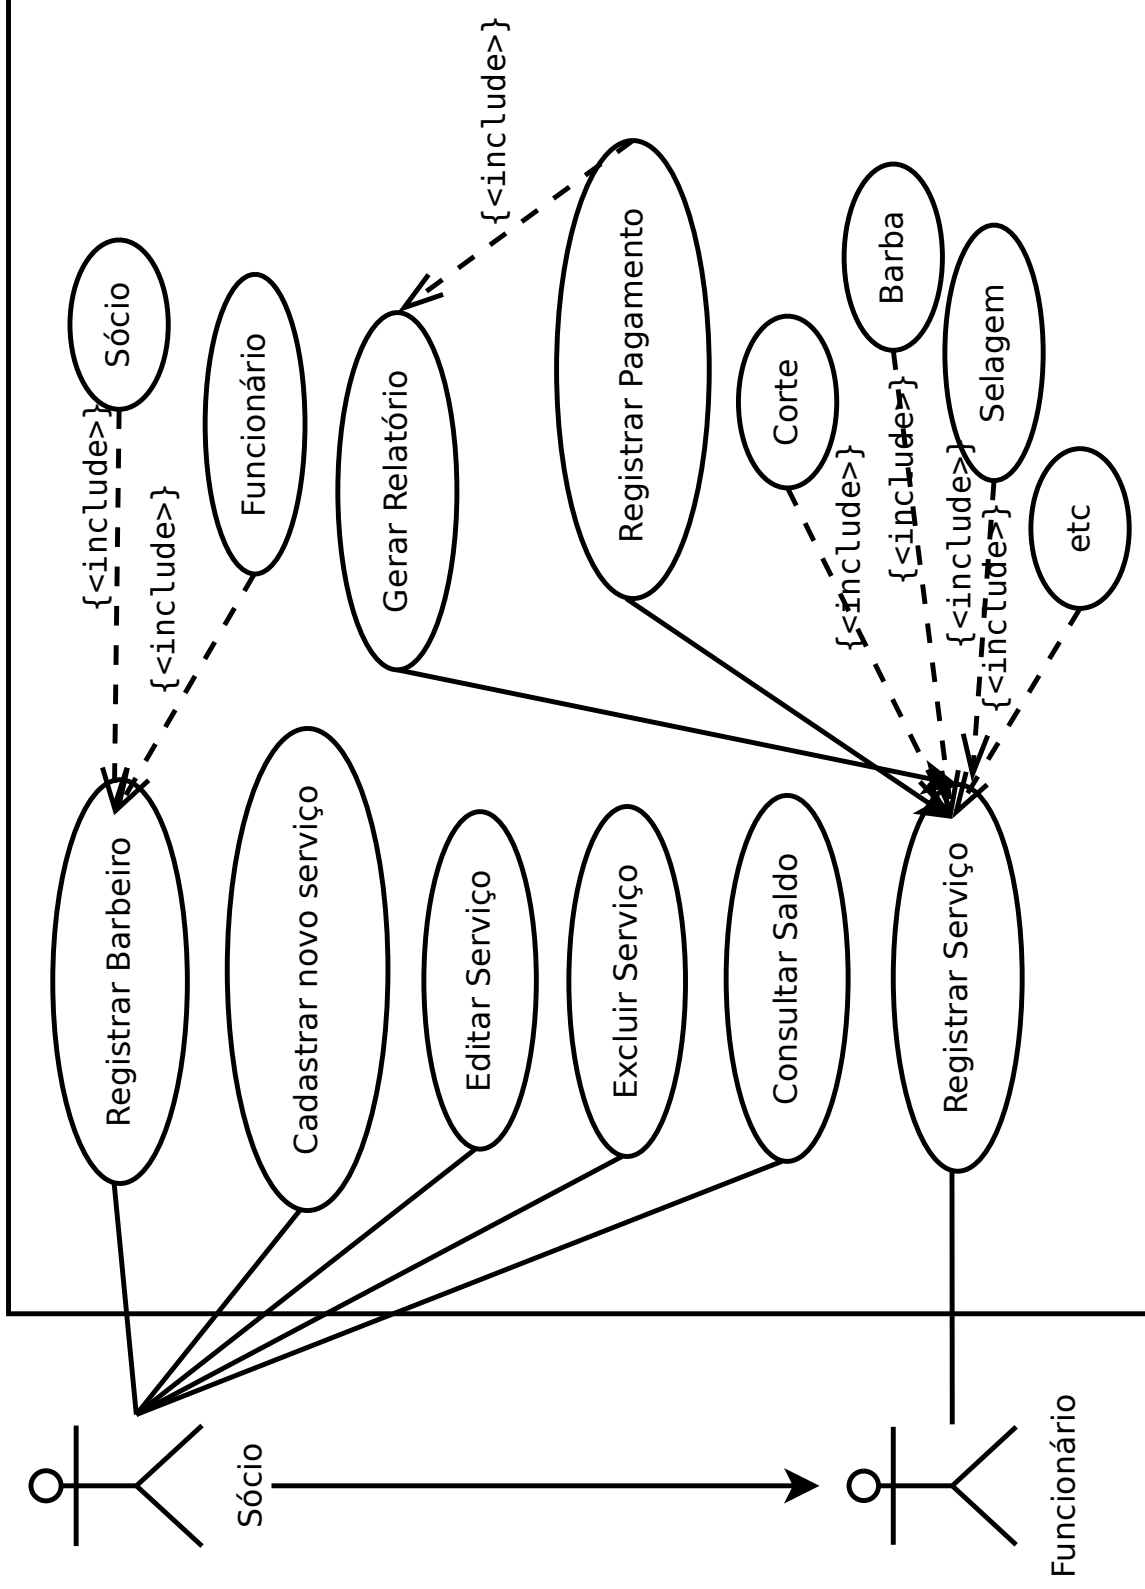 Sócio
Funcionário
Registrar Barbeiro
Cadastrar novo serviço
Editar Serviço
Excluir Serviço
Consultar Saldo
Registrar Serviço
Sócio
{<include>}
{<include>}
Funcionário
Gerar Relatório
{<include>}
Registrar Pagamento
Corte
{<include>}
Barba
{<include>}
Selagem
{<include>}
etc
{<include>}